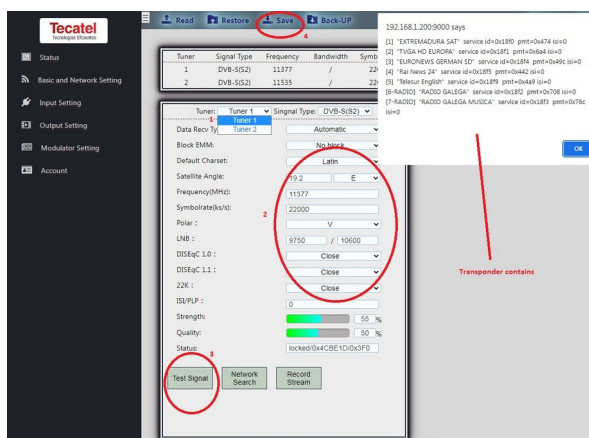 Tecatel
Tecnologías Eficientes
Status
Basic and Network Setting
Input Setting
Output Setting
Modulator Setting
Account
Read Restore Save Back-UP
4
Tuner Signal Type Frequency Bandwidth Symb
1 DVB-S(S2) 11377 / 220
2 DVB-S(S2) 11535 / 220
Tuner: Tuner 1 Singnal Type: DVB-S(S2)
1 Tuner 1
Tuner 2
Data Recv Ty Automatic
Block EMM: No block
Default Charset: Latin
Satellite Angle: 19.2 E
Frequency(MHz): 11377
Symbolrate(ks/s): 22000
2
Polar : V
LNB : 9750 / 10600
DISEqC 1.0 : Close
DISEqC 1.1 : Close
22K : Close
ISI/PLP : 0
Strength: 55 %
Quality: 50 %
Status: locked/0x4CBE1D/0x3F0
3
Test Signal Network Search Record Stream
192.168.1.200:9000 says
[1] "EXTREMADURA SAT" service id=0x18f0 pmt=0x474 isi=0
[2] "TVGA HD EUROPA" service id=0x18f1 pmt=0x6a4 isi=0
[3] "EURONEWS GERMAN SD" service id=0x18f4 pmt=0x49c isi=0
[4] "Rai News 24" service id=0x18f5 pmt=0x442 isi=0
[5] "Telesur English" service id=0x18f9 pmt=0x4a9 isi=0
[6-RADIO] "RADIO GALEGA" service id=0x18f2 pmt=0x708 isi=0
[7-RADIO] "RADIO GALEGA MUSICA" service id=0x18f3 pmt=0x76c
isi=0
OK
Transponder contains